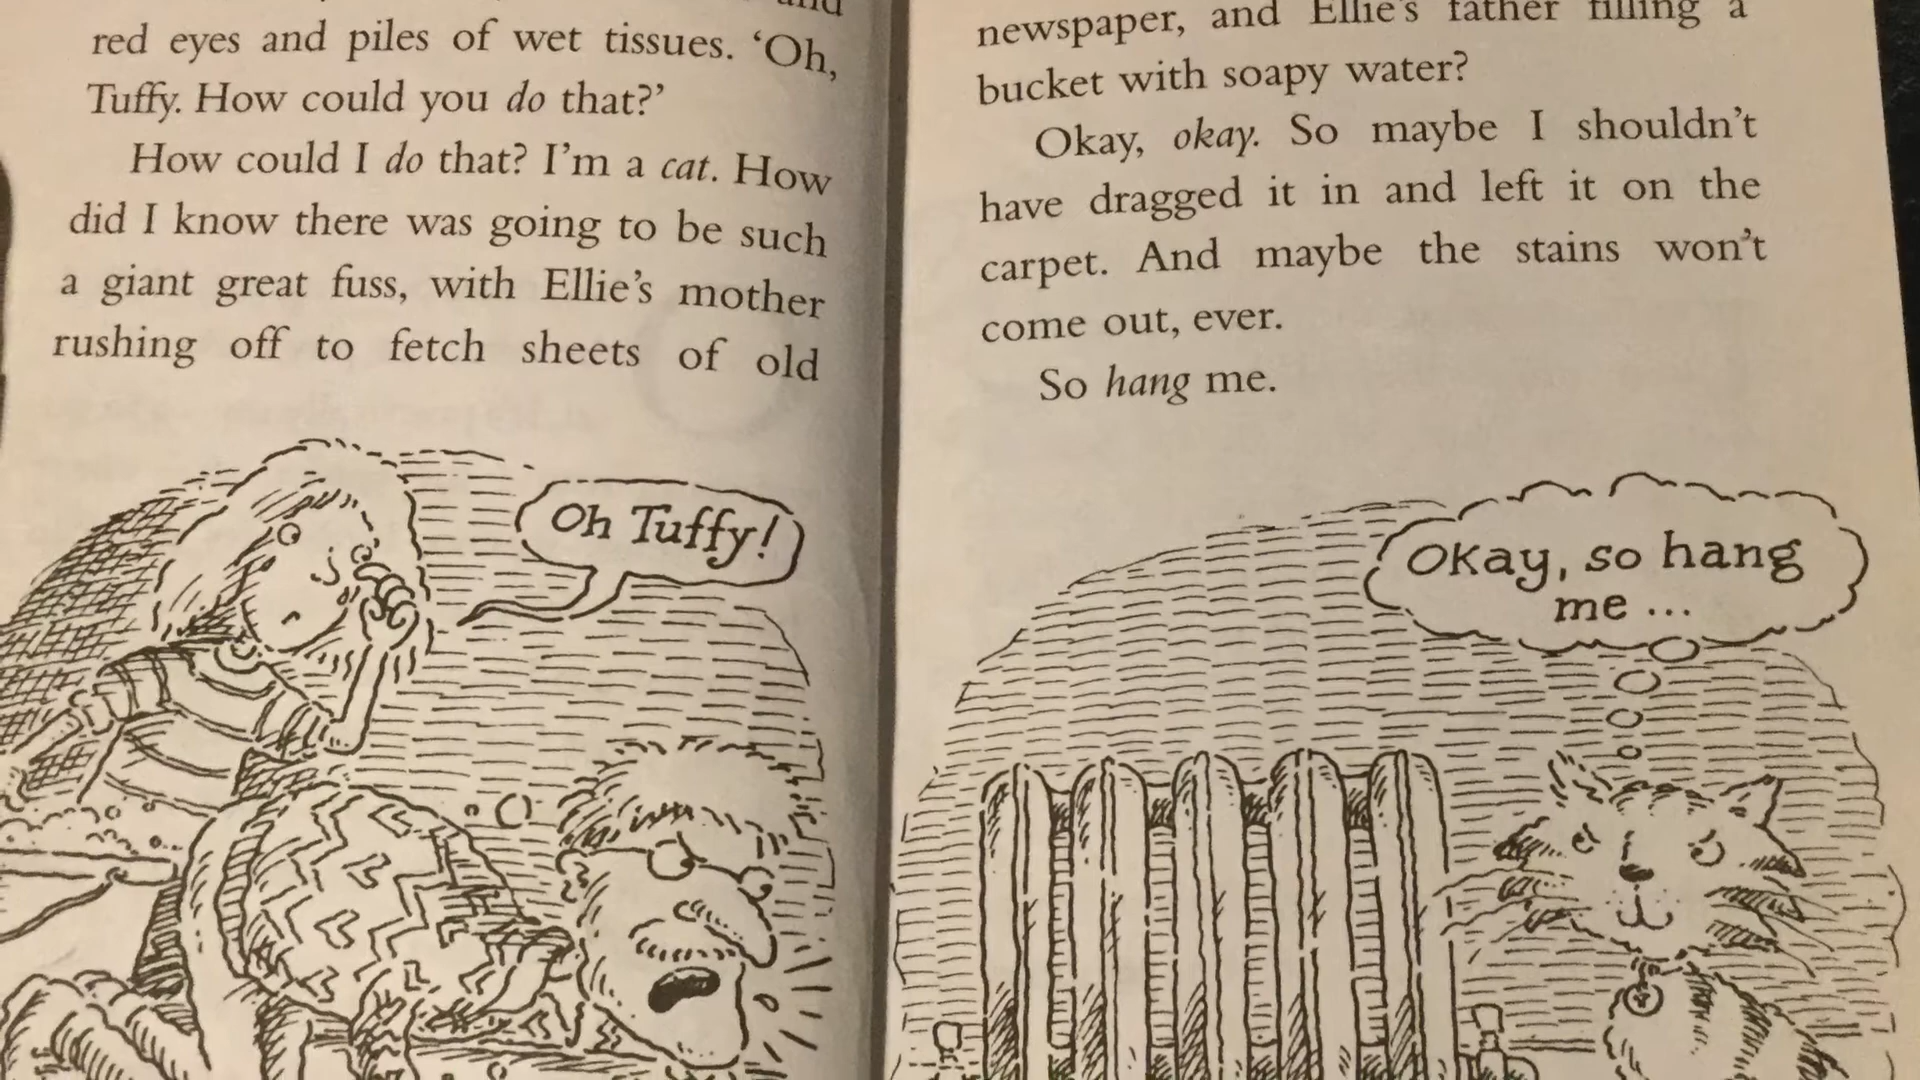 and
red eyes and piles of wet tissues. ‘Oh,
Tuffy. How could you do that?’
How could I do that? I’m a cat. How
did I know there was going to be such
a giant great fuss, with Ellie’s mother
rushing off to fetch sheets of old
Oh Tuffy!
newspaper, and Ellie’s father filling a
bucket with soapy water?
Okay, okay. So maybe I shouldn’t
have dragged it in and left it on the
carpet. And maybe the stains won’t
come out, ever.
So hang me.
Okay, so hang
me ...